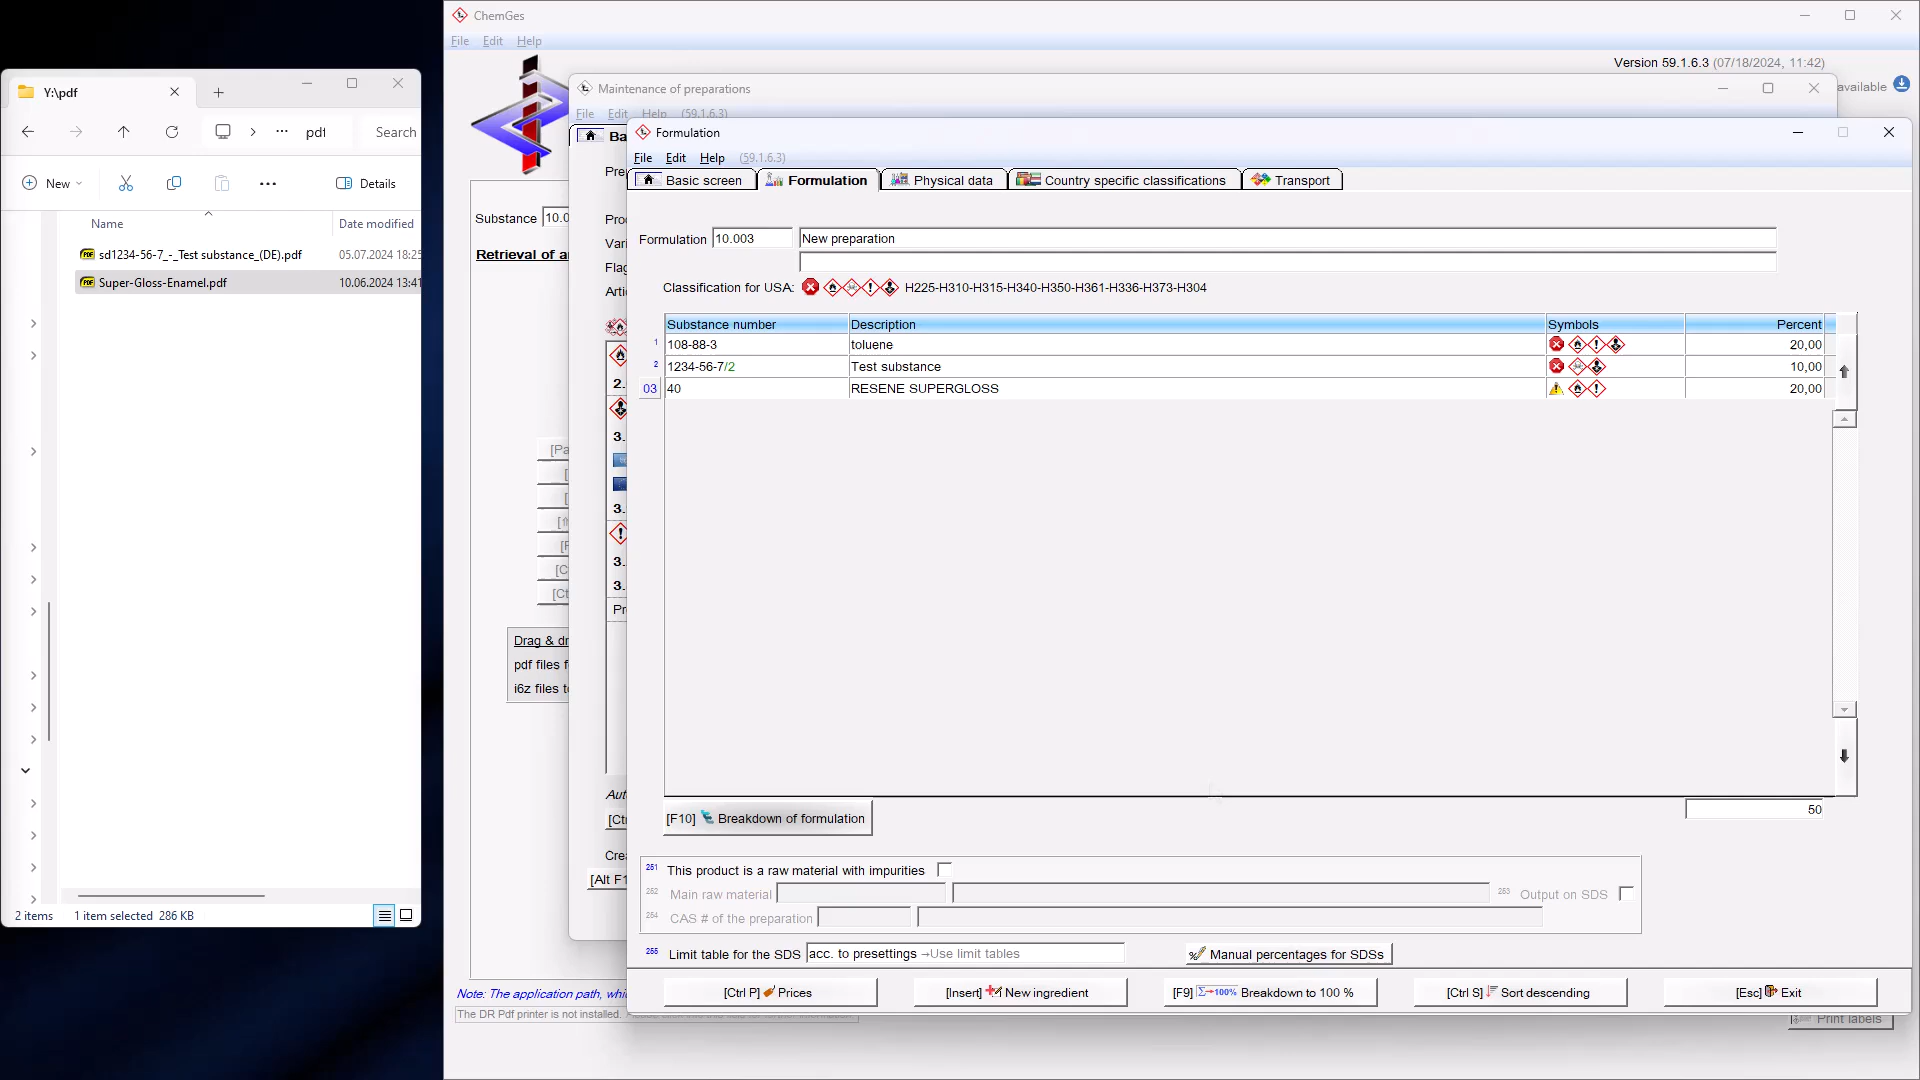 ChemGes
File Edit Help
Version 59.1.6.3 (07/18/2024, 11:42)
available
Y:\pdf
pdf
Search
New
Details
Name
Date modified
sd1234-56-7_-_Test substance_(DE).pdf 05.07.2024 18:25
Super-Gloss-Enamel.pdf 10.06.2024 13:41
2 items 1 item selected 286 KB
Substance 10.0
Retrieval of a
[Pa
[
[
[
[F
[C
[Ct
Drag & dr
pdf files f
i6z files t
Note: The application path, whic
The DR Pdf printer is not installed.
Print labels
Maintenance of preparations
File Edit Help (59.1.6.3)
Ba
Pre
Proc
Vari
Flag
Artic
2.
3.
3.
3.
3.
Pr
Auto
[Ctr
Crea
[Alt F1
Formulation
File Edit Help (59.1.6.3)
Basic screen Formulation Physical data Country specific classifications Transport
Formulation 10.003 New preparation
Classification for USA: H225-H310-H315-H340-H350-H361-H336-H373-H304
Substance number Description Symbols Percent
1 108-88-3 toluene 20,00
2 1234-56-7/2 Test substance 10,00
03 40 RESENE SUPERGLOSS 20,00
[F10] Breakdown of formulation 50
251 This product is a raw material with impurities
252 Main raw material 253 Output on SDS
254 CAS # of the preparation
255 Limit table for the SDS acc. to presettings →Use limit tables % Manual percentages for SDSs
[Ctrl P] Prices [Insert] New ingredient [F9] Σ→100% Breakdown to 100 % [Ctrl S] Sort descending [Esc] Exit